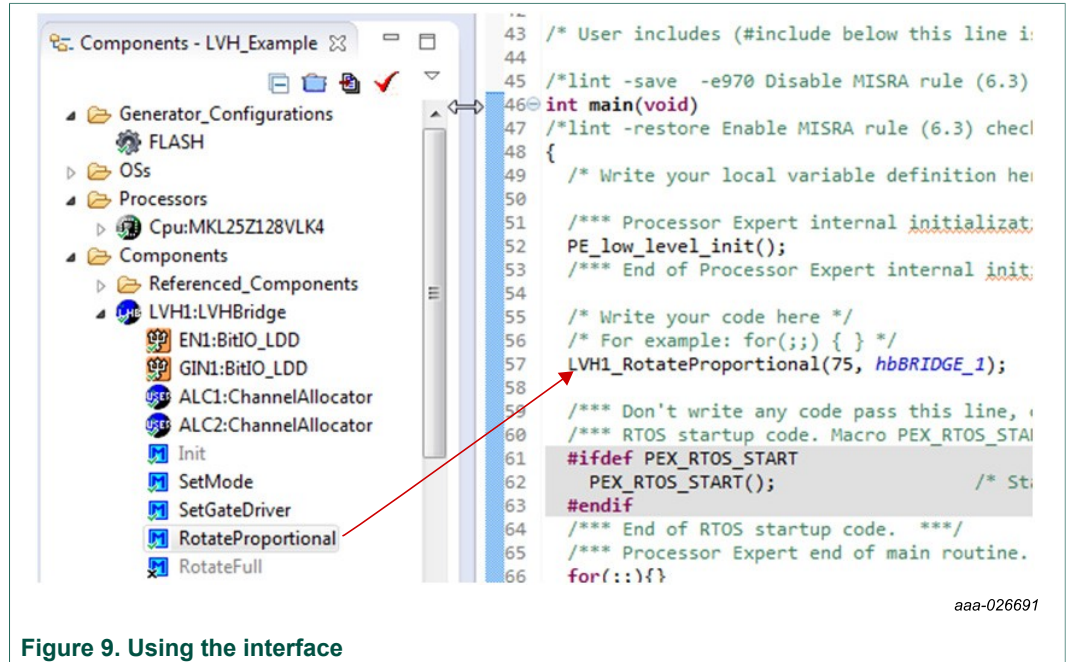 Components - LVH_Example
Generator_Configurations
FLASH
OSs
Processors
Cpu:MKL25Z128VLK4
Components
Referenced_Components
LVH1:LVHBridge
EN1:BitIO_LDD
GIN1:BitIO_LDD
ALC1:ChannelAllocator
ALC2:ChannelAllocator
Init
SetMode
SetGateDriver
RotateProportional
RotateFull
43 /* User includes (#include below this line is
44
45 /*lint -save  -e970 Disable MISRA rule (6.3)
46 int main(void)
47 /*lint -restore Enable MISRA rule (6.3) chec
48 {
49   /* Write your local variable definition he
50
51   /*** Processor Expert internal initializat
52   PE_low_level_init();
53   /*** End of Processor Expert internal init
54
55   /* Write your code here */
56   /* For example: for(;;) { } */
57   LVH1_RotateProportional(75, hbBRIDGE_1);
58
59   /*** Don't write any code pass this line,
60   /*** RTOS startup code. Macro PEX_RTOS_STA
61   #ifdef PEX_RTOS_START
62     PEX_RTOS_START();                 /* St
63   #endif
64   /*** End of RTOS startup code.  ***/
65   /*** Processor Expert end of main routine.
66   for(;;){}
aaa-026691
Figure 9. Using the interface